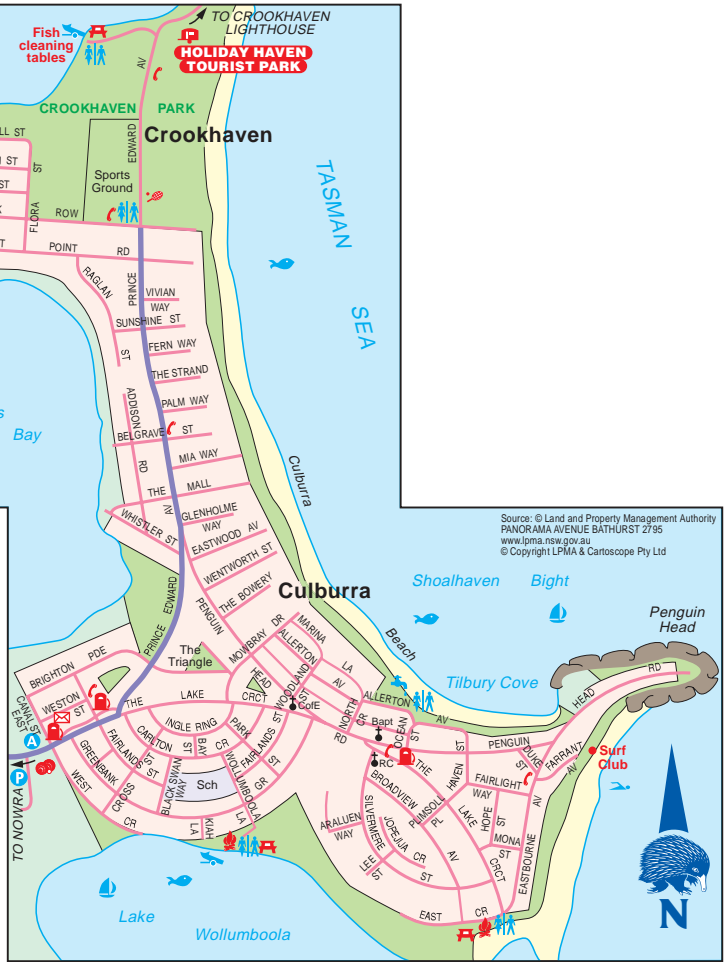 TO CROOKHAVEN
LIGHTHOUSE
Fish
cleaning
tables
HOLIDAY HAVEN
TOURIST PARK
AV
CROOKHAVEN PARK
Crookhaven
EDWARD
LL ST
ST
ST
ST
FLORA
Sports
Ground
ROW
POINT RD
TASMAN
SEA
RAGLAN
ST
PRINCE
VIVIAN
WAY
SUNSHINE ST
FERN WAY
THE STRAND
ADDISON
RD
PALM WAY
BELGRAVE ST
Bay
MIA WAY
THE MALL
AV
Culburra
WHISTLER ST
GLENHOLME
WAY
EASTWOOD AV
WENTWORTH ST
THE BOWERY
Culburra
Source: © Land and Property Management Authority
PANORAMA AVENUE BATHURST 2795
www.lpma.nsw.gov.au
© Copyright LPMA & Cartoscope Pty Ltd
Shoalhaven Bight
Penguin
Head
PRINCE EDWARD
PENGUIN
HEAD
RD
MOWBRAY DR
MARINA
LA
ALLERTON
AV
Beach
The
Triangle
BRIGHTON PDE
WESTON
ST
CANAL ST
EAST
A
P
THE LAKE CRCT
WOODLAND
ST
CofE
NORTH
CR
ALLERTON AV
Tilbury Cove
HEAD RD
Bapt
OCEAN
ST
RC
INGLE RING
PARK
CR
CARLTON
ST
BAY
FAIRLANDS
ST
FAIRLANDS ST
GREENBANK
CROSS
WEST
CR
BLACK SWAN
WAY
Sch
WOLLUMBOOLA
LA
GR
ST
KIAH
LA
THE
HAVEN
ST
PENGUIN
DUKE
FARRANT
AV
Surf
Club
FAIRLIGHT
WAY
BROADVIEW
AV
PLIMSOLL
PL
LAKE
CRCT
HOPE
ST
MONA
ST
EASTBOURNE
AV
ARALUEN
WAY
SILVERMERE
ST
JOPEJIJA
CR
LEE
ST
EAST CR
TO NOWRA
Lake
Wollumboola
N